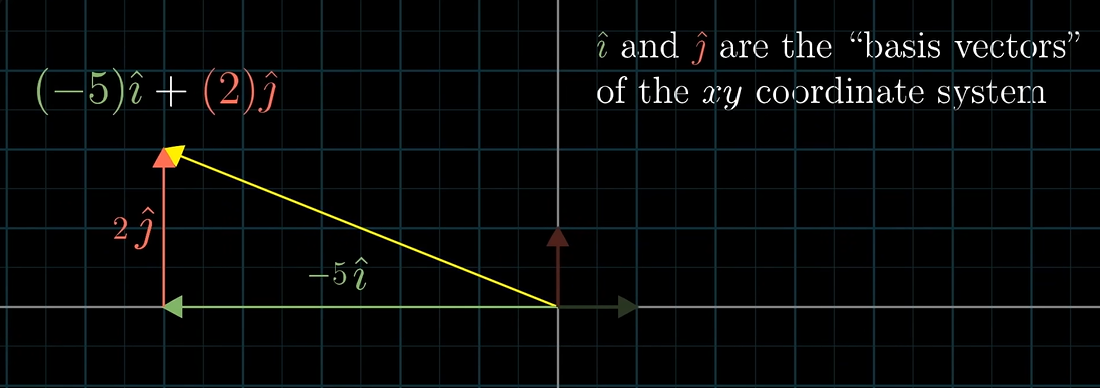 î and ĵ are the “basis vectors”
of the xy coordinate system
(−5)î + (2)ĵ
2ĵ
−5î